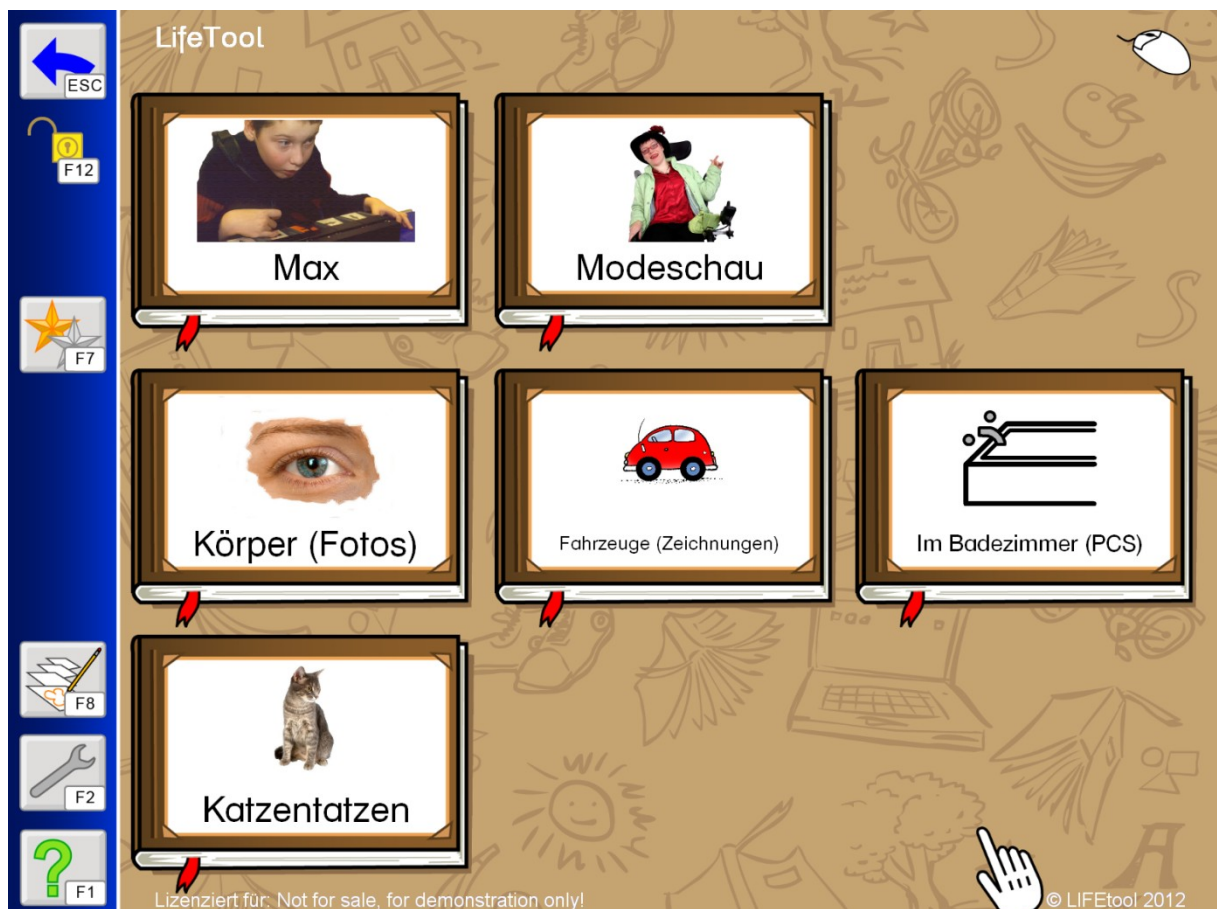 LifeTool
ESC
F12
Max
Modeschau
F7
Körper (Fotos)
Fahrzeuge (Zeichnungen)
Im Badezimmer (PCS)
F8
F2
Katzentatzen
F1
Lizenziert für: Not for sale, for demonstration only!
© LIFEtool 2012